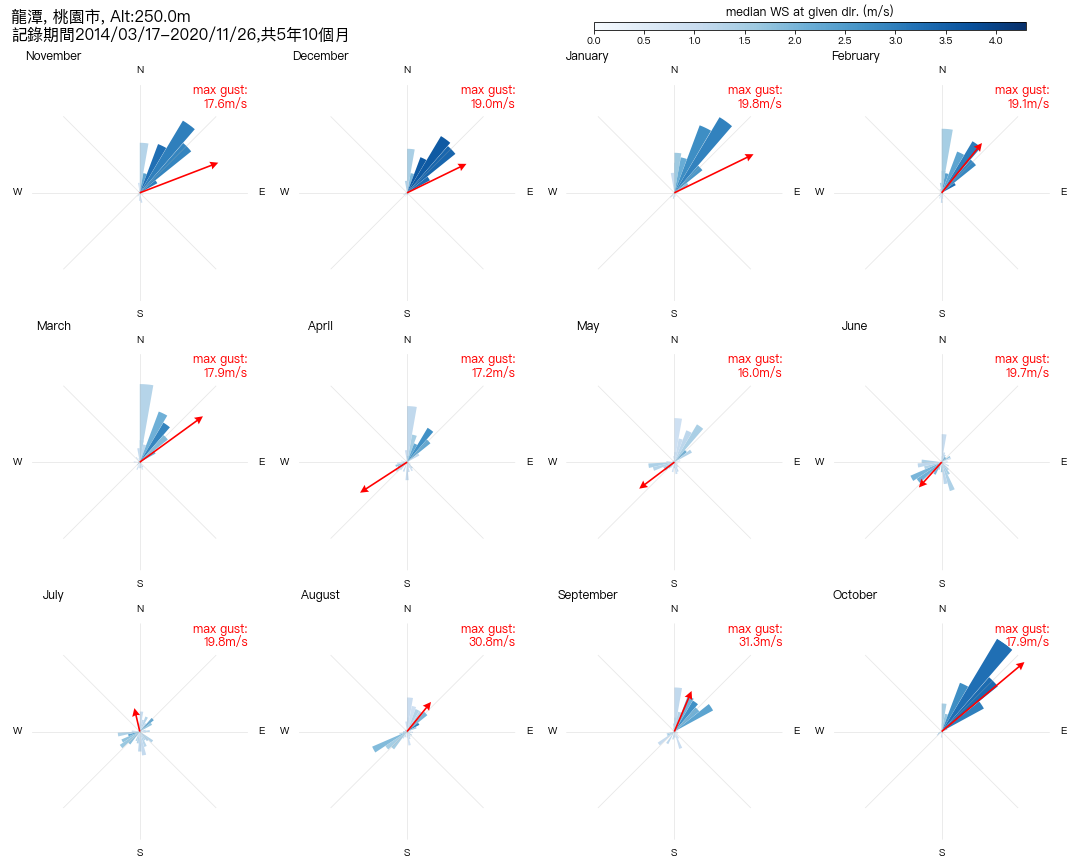 龍潭, 桃園市, Alt:250.0m
記錄期間2014/03/17-2020/11/26,共5年10個月
median WS at given dir. (m/s)
0.0 0.5 1.0 1.5 2.0 2.5 3.0 3.5 4.0
November
N
max gust:
17.6m/s
W
E
S
December
N
max gust:
19.0m/s
W
E
S
January
N
max gust:
19.8m/s
W
E
S
February
N
max gust:
19.1m/s
W
E
S
March
N
max gust:
17.9m/s
W
E
S
April
N
max gust:
17.2m/s
W
E
S
May
N
max gust:
16.0m/s
W
E
S
June
N
max gust:
19.7m/s
W
E
S
July
N
max gust:
19.8m/s
W
E
S
August
N
max gust:
30.8m/s
W
E
S
September
N
max gust:
31.3m/s
W
E
S
October
N
max gust:
17.9m/s
W
E
S